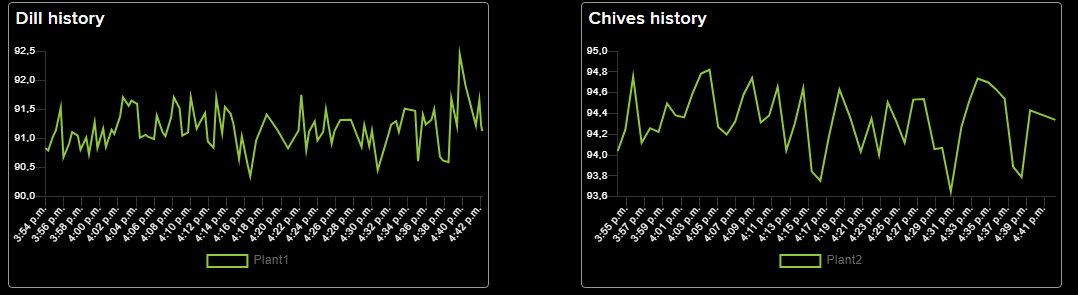 Dill history
92,5
92,0
91,5
91,0
90,5
90,0
3:54 p.m.
3:56 p.m.
3:58 p.m.
4:00 p.m.
4:02 p.m.
4:04 p.m.
4:06 p.m.
4:08 p.m.
4:10 p.m.
4:12 p.m.
4:14 p.m.
4:16 p.m.
4:18 p.m.
4:20 p.m.
4:22 p.m.
4:24 p.m.
4:26 p.m.
4:28 p.m.
4:30 p.m.
4:32 p.m.
4:34 p.m.
4:36 p.m.
4:38 p.m.
4:40 p.m.
4:42 p.m.
Plant1
Chives history
95,0
94,8
94,6
94,4
94,2
94,0
93,8
93,6
3:55 p.m.
3:57 p.m.
3:59 p.m.
4:01 p.m.
4:03 p.m.
4:05 p.m.
4:07 p.m.
4:09 p.m.
4:11 p.m.
4:13 p.m.
4:15 p.m.
4:17 p.m.
4:19 p.m.
4:21 p.m.
4:23 p.m.
4:25 p.m.
4:27 p.m.
4:29 p.m.
4:31 p.m.
4:33 p.m.
4:35 p.m.
4:37 p.m.
4:39 p.m.
4:41 p.m.
Plant2